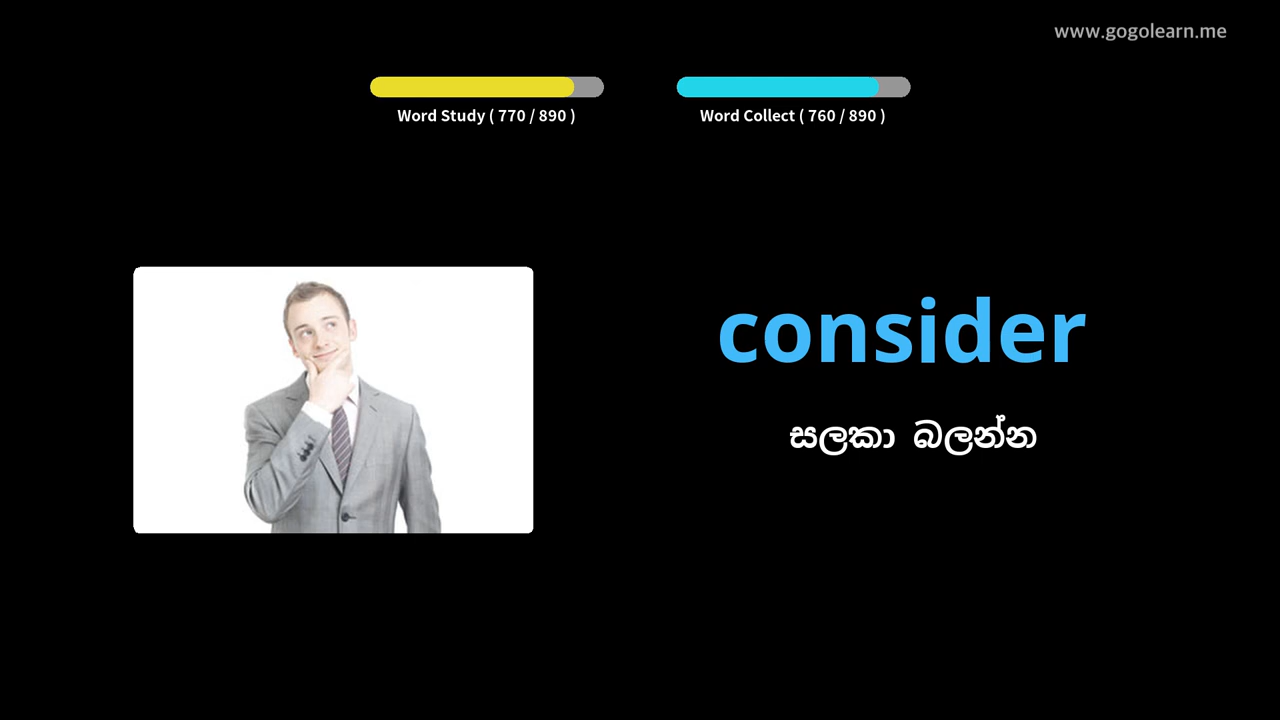 www.gogolearn.me
Word Study ( 770 / 890 )
Word Collect ( 760 / 890 )
consider
සලකා බලන්න